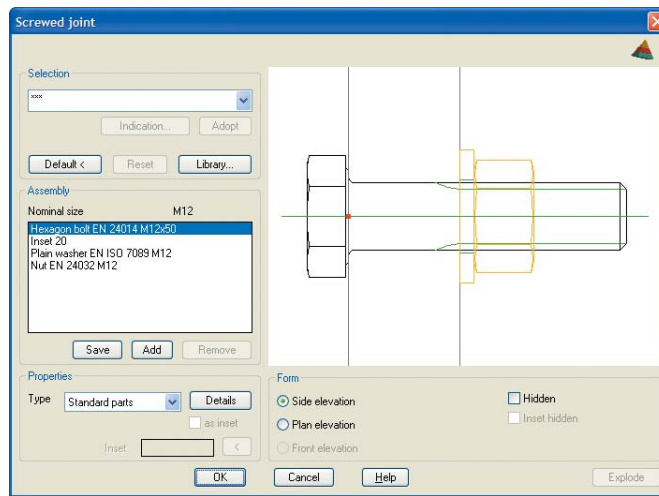 Screwed joint
Selection
***
Indication...
Adopt
Default <
Reset
Library...
Assembly
Nominal size M12
Hexagon bolt EN 24014 M12x50
Inset 20
Plain washer EN ISO 7089 M12
Nut EN 24032 M12
Save
Add
Remove
Properties
Type
Standard parts
Details
as inset
Inset
<
Form
Side elevation
Hidden
Plan elevation
Inset hidden
Front elevation
OK
Cancel
Help
Explode